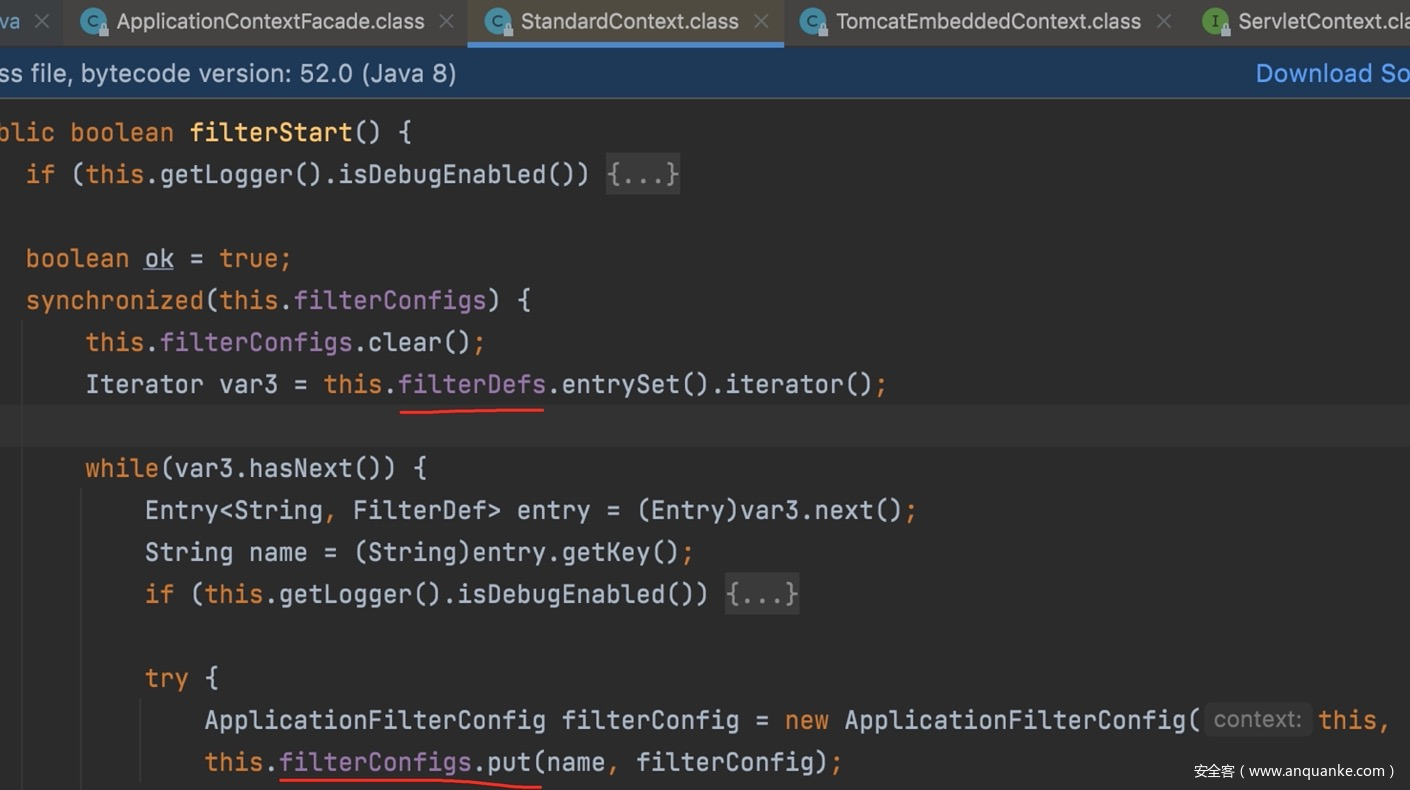 va ApplicationContextFacade.class StandardContext.class TomcatEmbeddedContext.class ServletContext.cla
ss file, bytecode version: 52.0 (Java 8) Download So
blic boolean filterStart() {
if (this.getLogger().isDebugEnabled()) {...}
boolean ok = true;
synchronized(this.filterConfigs) {
this.filterConfigs.clear();
Iterator var3 = this.filterDefs.entrySet().iterator();
while(var3.hasNext()) {
Entry<String, FilterDef> entry = (Entry)var3.next();
String name = (String)entry.getKey();
if (this.getLogger().isDebugEnabled()) {...}
try {
ApplicationFilterConfig filterConfig = new ApplicationFilterConfig( context: this,
this.filterConfigs.put(name, filterConfig);
安全客（www.anquanke.com）